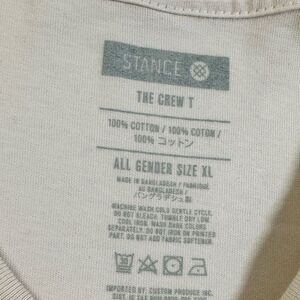 STANCE
THE CREW T
100% COTTON / 100% COTON /
100% コットン
ALL GENDER SIZE XL
MADE IN BANGLADESH / FABRIQUÉ
AU BANGLADESH /
バングラデシュ製
MACHINE WASH COLD GENTLE CYCLE.
DO NOT BLEACH. TUMBLE DRY LOW.
COOL IRON. WASH DARK COLORS
SEPARATELY. DO NOT IRON ON PRINT
PART. DO NOT ADD FABRIC SOFTENER.
30
IMPORTED BY: CUSTOM PRODUCE INC.